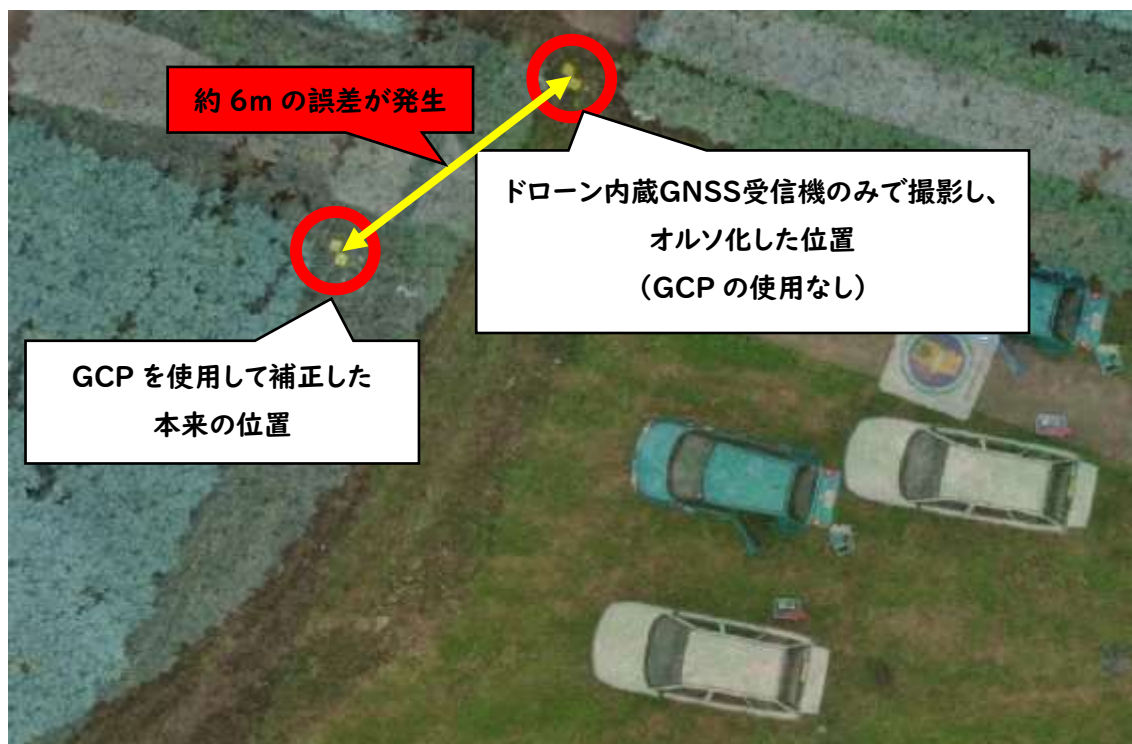 約 6m の誤差が発生
ドローン内蔵GNSS受信機のみで撮影し、
オルソ化した位置
（GCP の使用なし）
GCP を使用して補正した
本来の位置